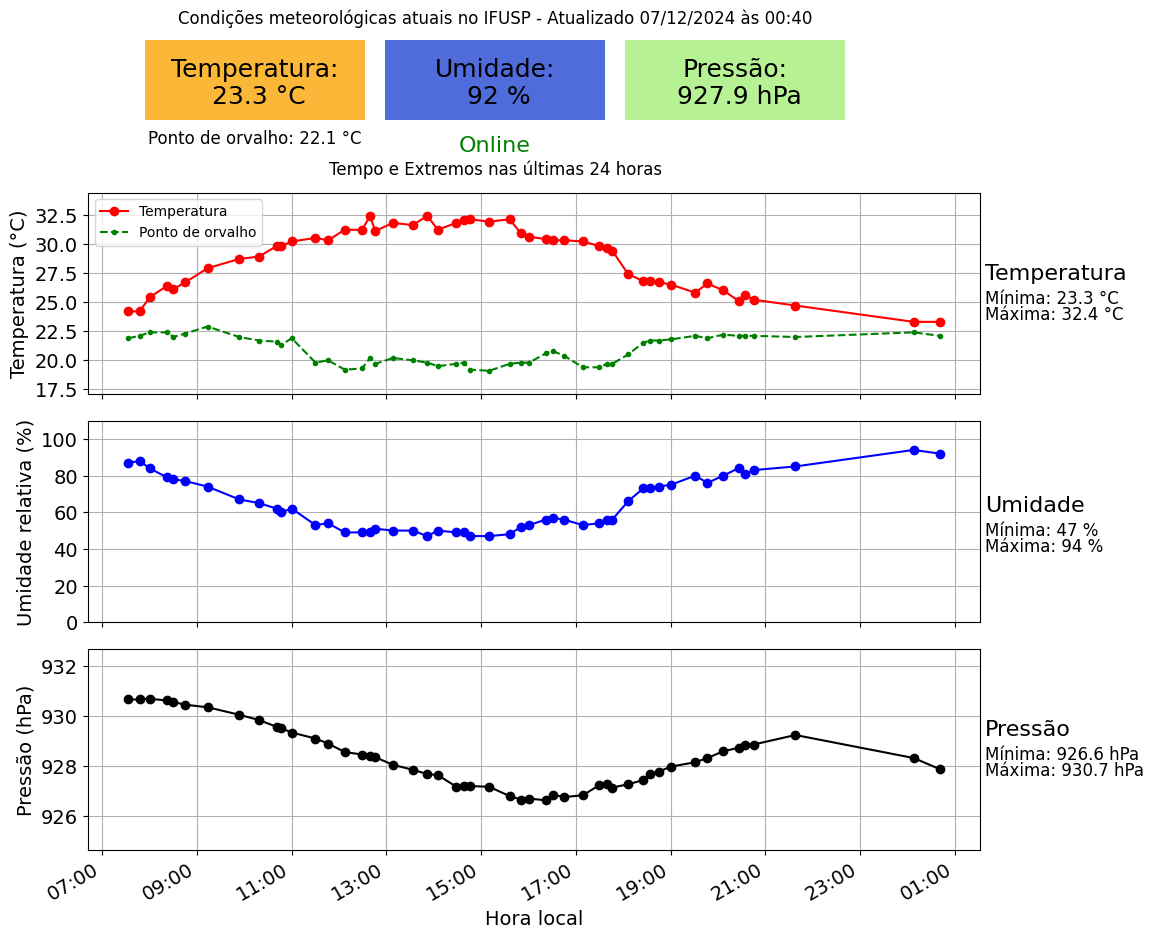 Condições meteorológicas atuais no IFUSP - Atualizado 07/12/2024 às 00:40
Temperatura:
23.3 °C
Umidade:
92 %
Pressão:
927.9 hPa
Ponto de orvalho: 22.1 °C
Online
Tempo e Extremos nas últimas 24 horas
Temperatura (°C)
32.5
30.0
27.5
25.0
22.5
20.0
17.5
Temperatura
Ponto de orvalho
Temperatura
Mínima: 23.3 °C
Máxima: 32.4 °C
Umidade relativa (%)
100
80
60
40
20
0
Umidade
Mínima: 47 %
Máxima: 94 %
Pressão (hPa)
932
930
928
926
Pressão
Mínima: 926.6 hPa
Máxima: 930.7 hPa
07:00
09:00
11:00
13:00
15:00
17:00
19:00
21:00
23:00
01:00
Hora local